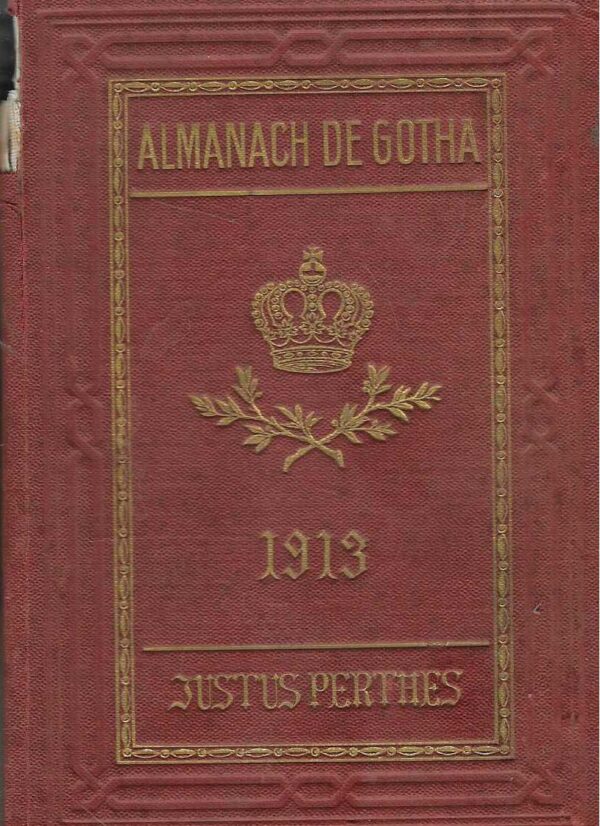 ALMANACH DE GOTHA
1913
JUSTUS PERTHES